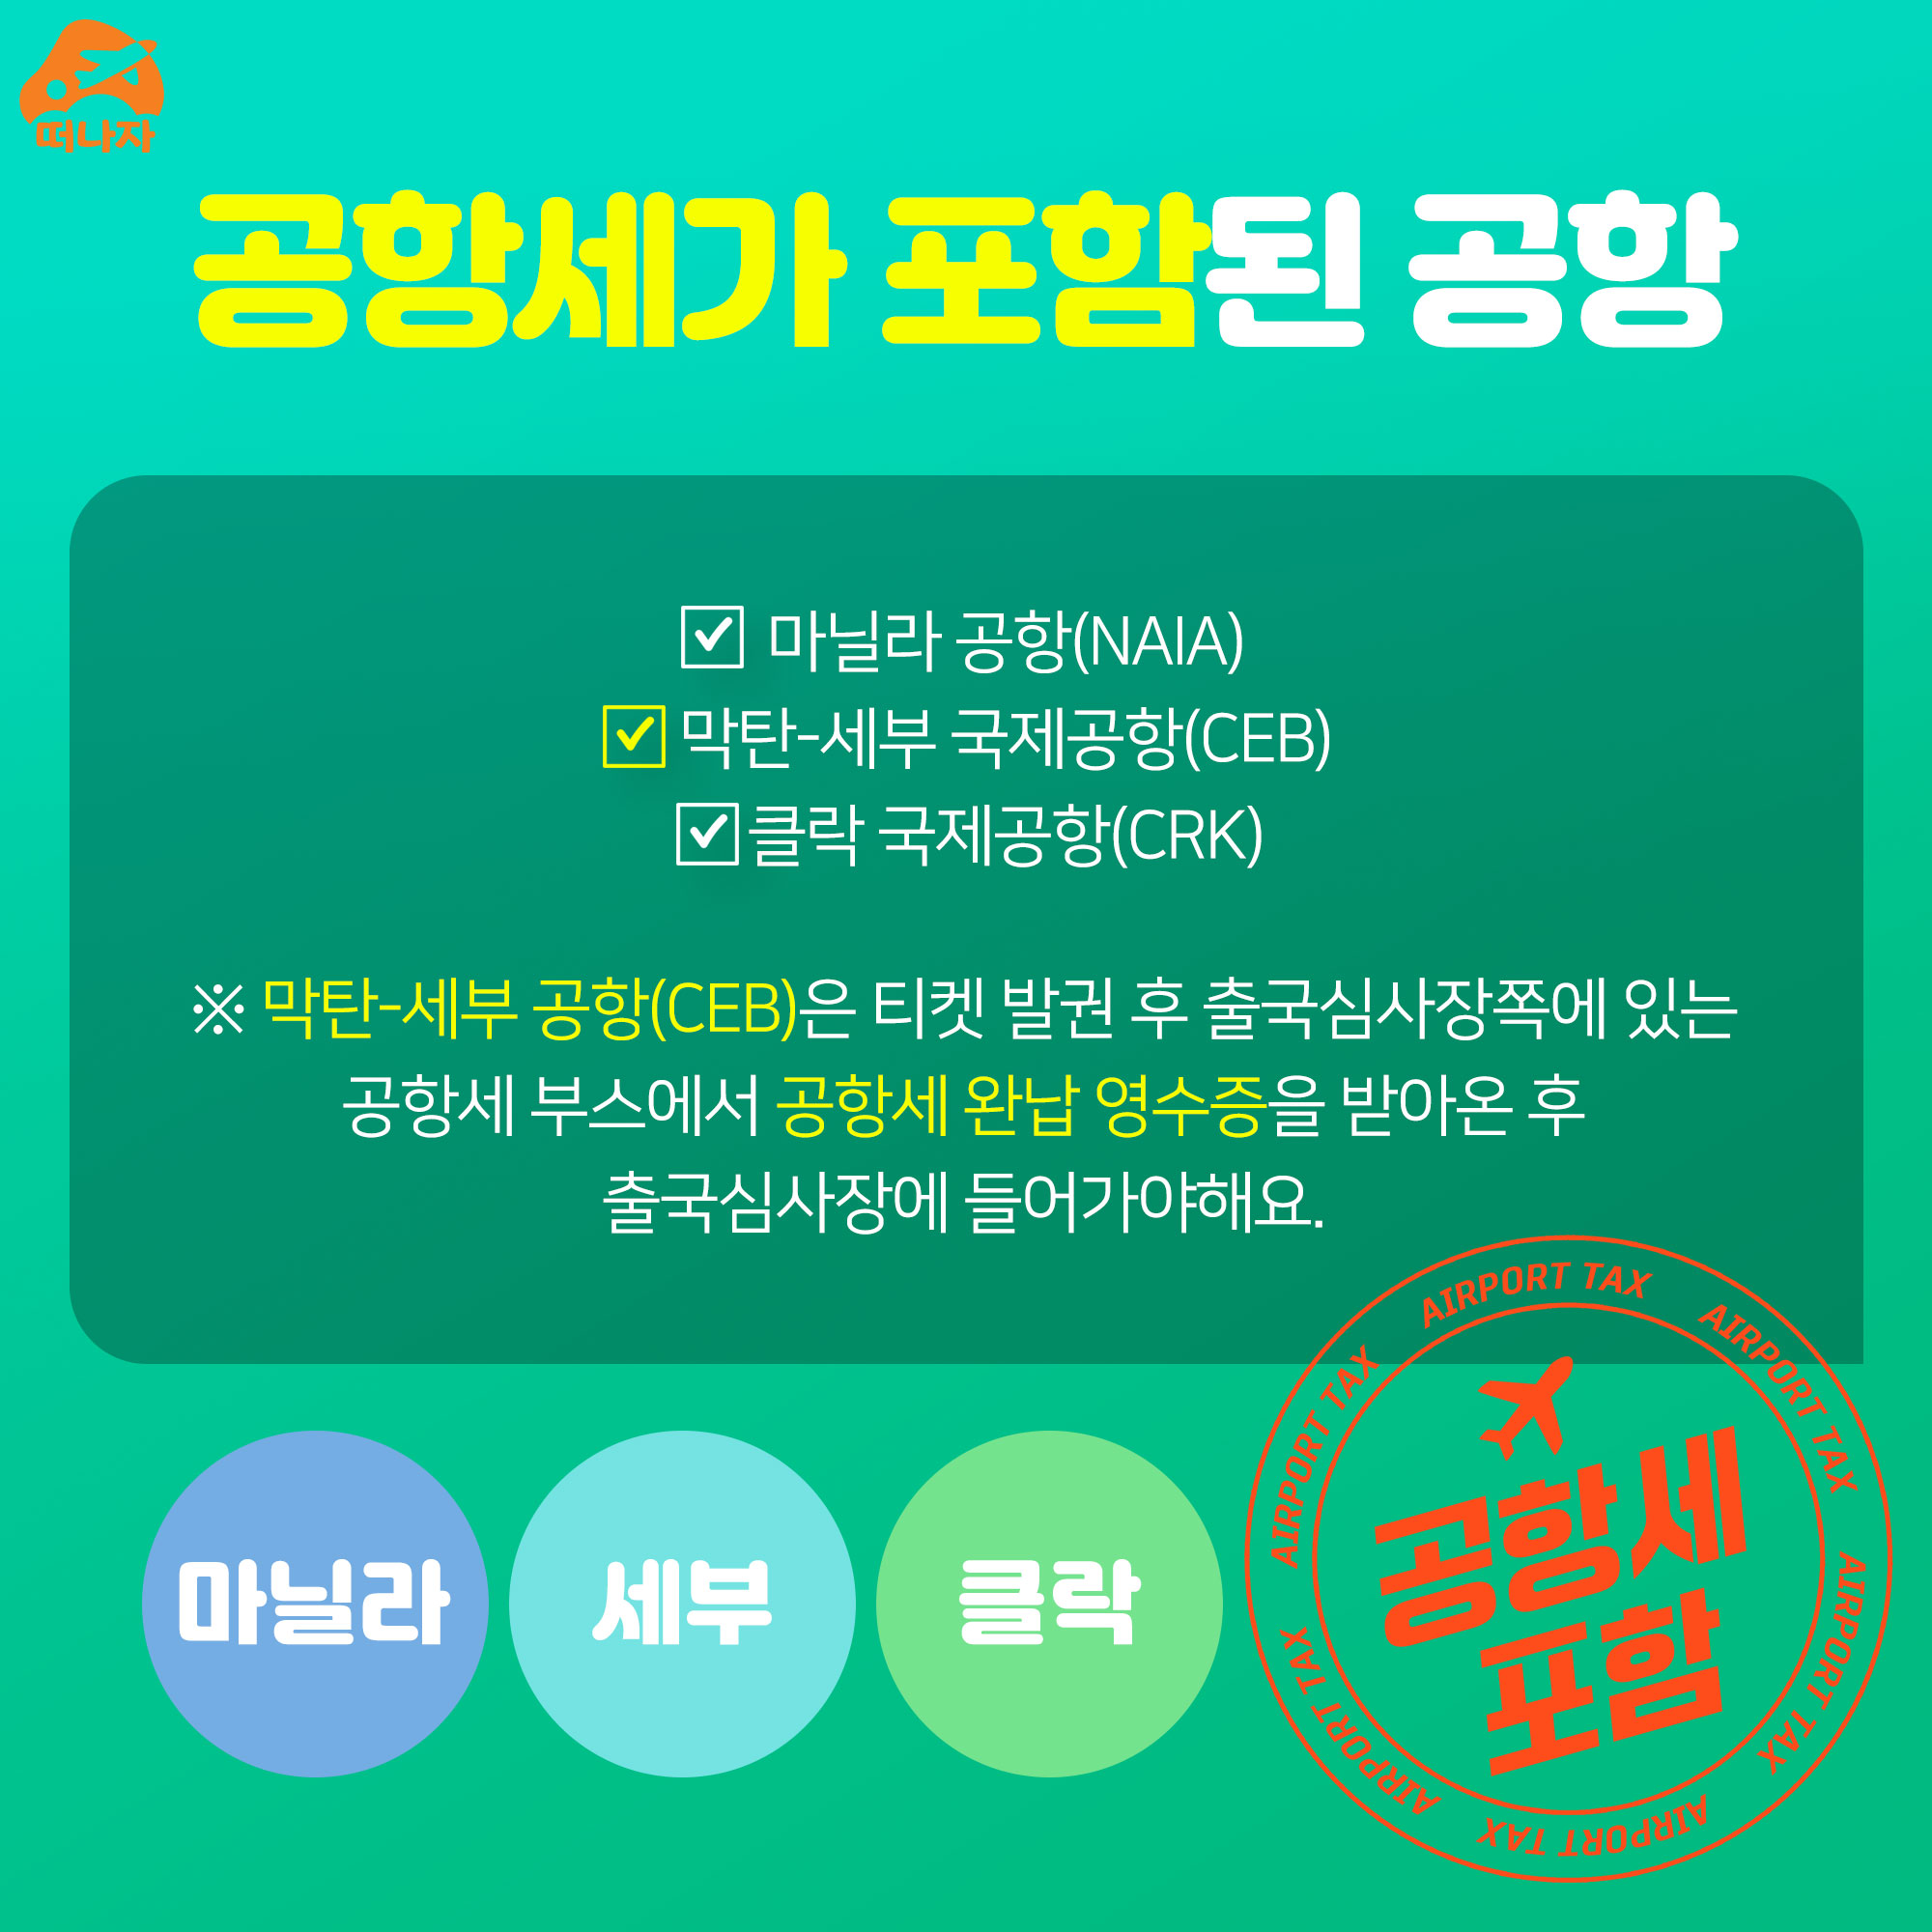 떠나자
공항세가 포함된 공항
마닐라 공항(NAIA)
막탄-세부 국제공항(CEB)
클락 국제공항(CRK)
※ 막탄-세부 공항(CEB)은 티켓 발권 후 출국심사장쪽에 있는
공항세 부스에서 공항세 완납 영수증을 받아온 후
출국심사장에 들어가야해요.
마닐라
세부
클락
AIRPORT TAX
AIRPORT TAX
AIRPORT TAX
AIRPORT TAX
AIRPORT TAX
AIRPORT TAX
공항세
포함